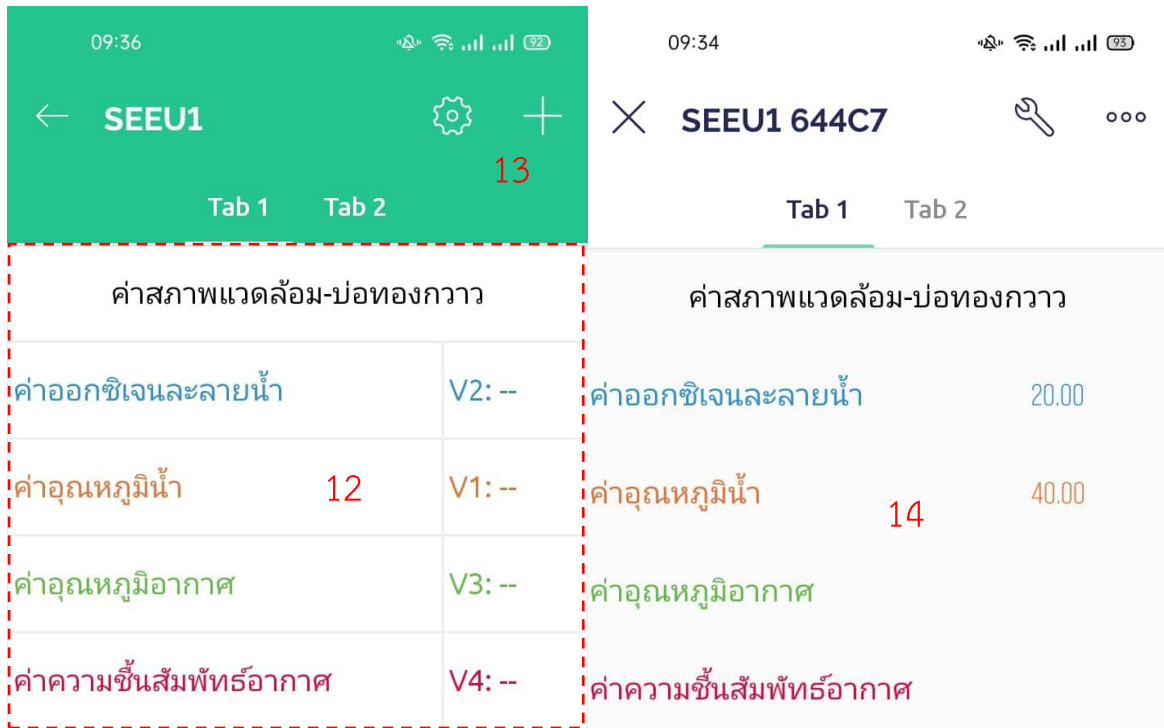 09:36
92
SEEU1
13
Tab 1 Tab 2
ค่าสภาพแวดล้อม-บ่อทองกวาว
ค่าออกซิเจนละลายน้ำ V2: --
ค่าอุณหภูมิน้ำ 12 V1: --
ค่าอุณหภูมิอากาศ V3: --
ค่าความชื้นสัมพัทธ์อากาศ V4: --
09:34
93
SEEU1 644C7
Tab 1 Tab 2
ค่าสภาพแวดล้อม-บ่อทองกวาว
ค่าออกซิเจนละลายน้ำ 20.00
ค่าอุณหภูมิน้ำ 40.00
14
ค่าอุณหภูมิอากาศ
ค่าความชื้นสัมพัทธ์อากาศ